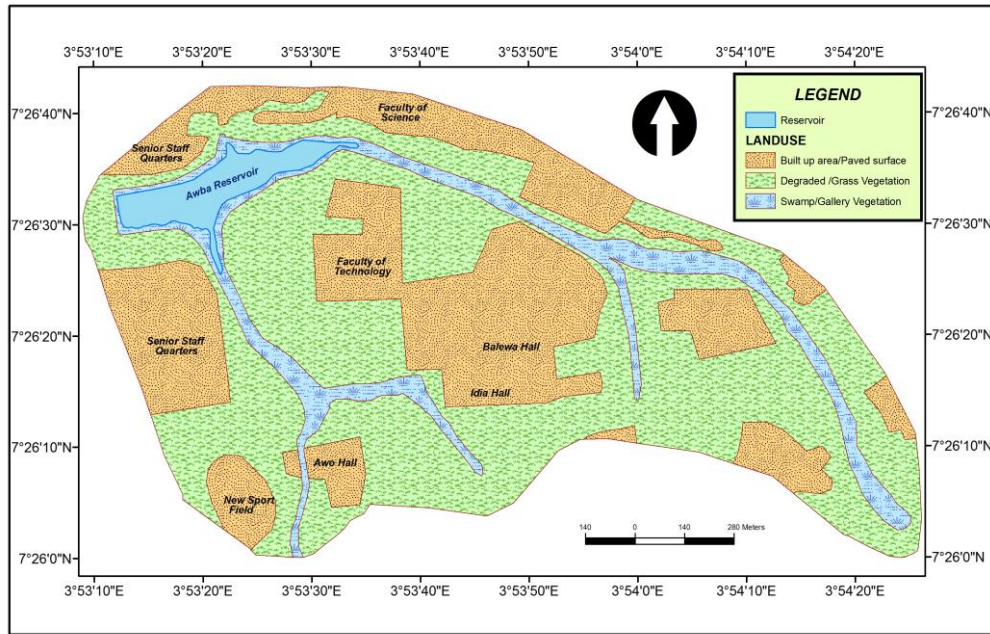 3°53'10"E 3°53'20"E 3°53'30"E 3°53'40"E 3°53'50"E 3°54'0"E 3°54'10"E 3°54'20"E
7°26'40"N
7°26'30"N
7°26'20"N
7°26'10"N
7°26'0"N
Faculty of
Science
Senior Staff
Quarters
Awba Reservoir
Faculty of
Technology
Senior Staff
Quarters
Balewa Hall
Idia Hall
Awo Hall
New Sport
Field
LEGEND
Reservoir
LANDUSE
Built up area/Paved surface
Degraded /Grass Vegetation
Swamp/Gallery Vegetation
7°26'40"N
7°26'30"N
7°26'20"N
7°26'10"N
7°26'0"N
140 0 140 280 Meters
3°53'10"E 3°53'20"E 3°53'30"E 3°53'40"E 3°53'50"E 3°54'0"E 3°54'10"E 3°54'20"E